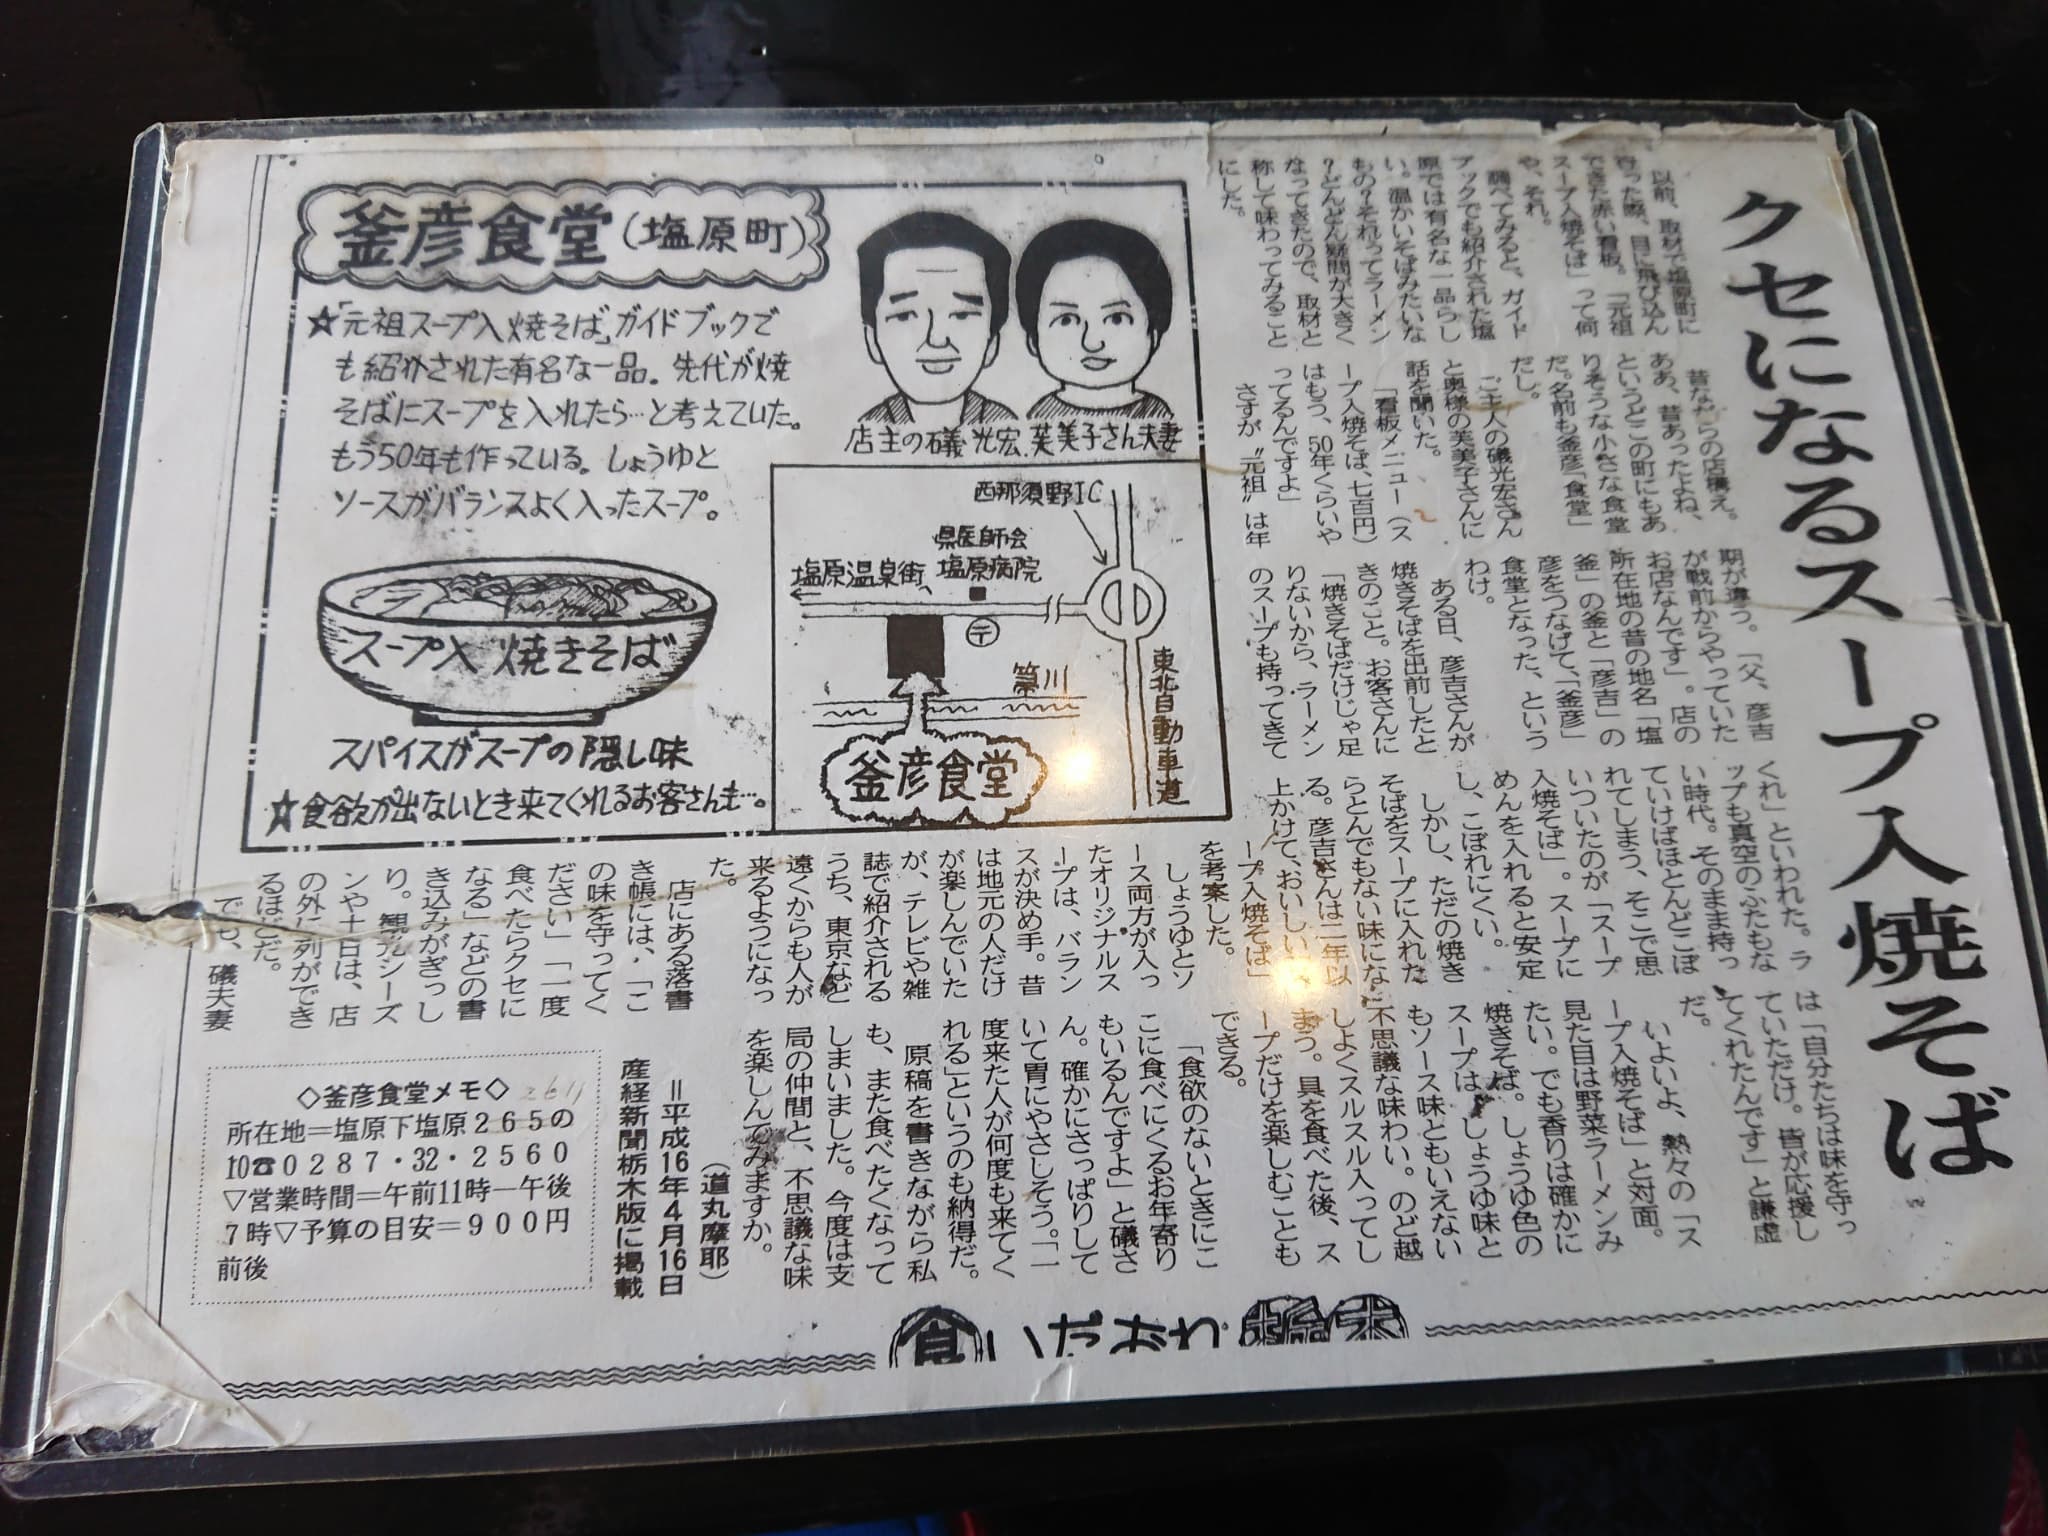 クセになるスープ入焼そば
以前、取材で塩原町に
行った際、目に飛び込ん
できた赤い看板。「元祖
スープ入焼そば」って何
や、それ。
調べてみると、ガイド
ブックでも紹介された塩
原では有名な一品らし
い。温かいそばみたいな
もの?それってラーメン
?どんどん疑問が大きく
なってきたので、取材と
称して味わってみること
にした。
昔ながらの店構え。
ああ、昔あったよね、
というどこの町にもあ
りそうな小さな食堂
だ。名前も釜彦「食堂」
だし。
ご主人の磯光宏さん
と奥様の芙美子さんに
話を聞いた。
「看板メニュー(ス
ープ入焼そば、七百円)
はもう、50年くらいや
ってるんですよ」
さすが〝元祖〟は年
期が違う。「父、彦吉
が戦前からやっていた
お店なんです」。店の
所在地の昔の地名「塩
釜」の釜と「彦吉」の
彦をつなげて、「釜彦」
食堂となった、という
わけ。
ある日、彦吉さんが
焼きそばを出前したと
きのこと。お客さんに
「焼きそばだけじゃ足
りないから、ラーメン
のスープも持ってきて
くれ」といわれた。ラ
ップも真空のふたもな
い時代。そのまま持っ
ていけばほとんどこぼ
れてしまう、そこで思
いついたのが「スープ
入焼そば」。スープに
めんを入れると安定
し、こぼれにくい。
しかし、ただの焼き
そばをスープに入れた
らとんでもない味にな
る。彦吉さんは二年以
上かけて、おいしい「ス
ープ入焼そば」
を考案した。
しょうゆとソ
ース両方が入っ
たオリジナルス
ープは、バラン
スが決め手。昔
は地元の人だけ
が楽しんでいた
が、テレビや雑
誌で紹介される
うち、東京など
遠くからも人が
来るようになっ
た。
店にある落書
き帳には、「こ
の味を守ってく
ださい」「一度
食べたらクセに
なる」などの書
き込みがぎっし
り。観光シーズ
ンや土日は、店
の外に列ができ
るほどだ。
でも、磯夫妻
は「自分たちは味を守っ
ていただけ。皆が応援し
てくれたんです」と謙虚
だ。
いよいよ、熱々の「ス
ープ入焼そば」と対面。
見た目は野菜ラーメンみ
たい。でも香りは確かに
焼きそば。しょうゆ色の
スープは、しょうゆ味と
もソース味ともいえない
不思議な味わい。のど越
しよくスルスル入ってし
まう。具を食べた後、ス
ープだけを楽しむことも
できる。
「食欲のないときにこ
こに食べにくるお年寄り
もいるんですよ」と磯さ
ん。確かにさっぱりして
いて胃にやさしそう。「一
度来た人が何度も来てく
れる」というのも納得だ。
原稿を書きながら私
も、また食べたくなって
しまいました。今度は支
局の仲間と、不思議な味
を楽しんでみますか。
(道丸摩耶)
=平成16年4月16日
産経新聞栃木版に掲載
釜彦食堂(塩原町)
☆「元祖スープ入焼そば」ガイドブックで
も紹介された有名な一品。先代が焼
そばにスープを入れたら…と考えていた。
もう50年も作っている。しょうゆと
ソースがバランスよく入ったスープ。
スープ入 焼きそば
スパイスがスープの隠し味
☆食欲が出ないとき来てくれるお客さんも…。
店主の磯 光宏、芙美子さん夫妻
西那須野IC
県医師会
塩原病院
塩原温泉街
〒
箒川
東北自動車道
釜彦食堂
◇釜彦食堂メモ◇
所在地=塩原下塩原265の
10☎0287・32・2560
▽営業時間=午前11時―午後
7時▽予算の目安=900円
前後
食いだおれ